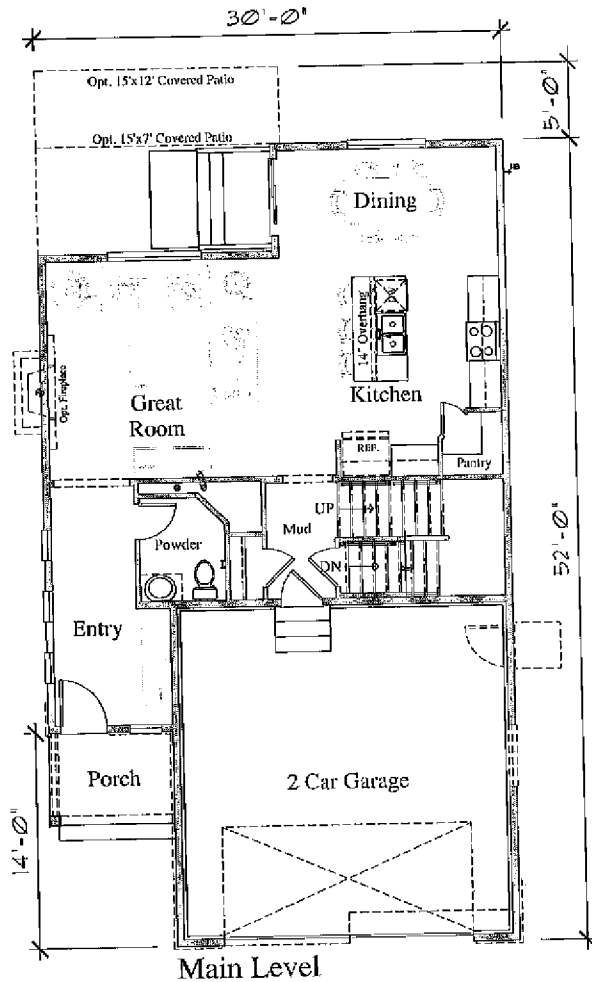 30'-0"
Opt. 15'x12' Covered Patio
5'-0"
Opt. 15'x7' Covered Patio
Dining
14" Overhang
Opt. Fireplace
Kitchen
Great
Room
REF.
Pantry
UP
Mud
Powder
DN
52'-0"
Entry
Porch
2 Car Garage
14'-0"
Main Level